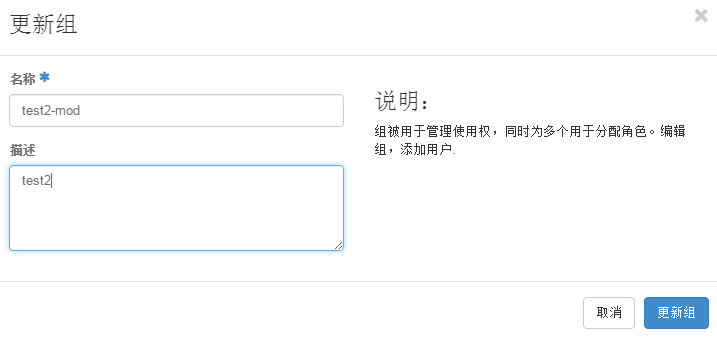 更新组
×
名称 *
test2-mod
描述
test2
说明：
组被用于管理使用权，同时为多个用于分配角色。编辑
组，添加用户.
取消
更新组